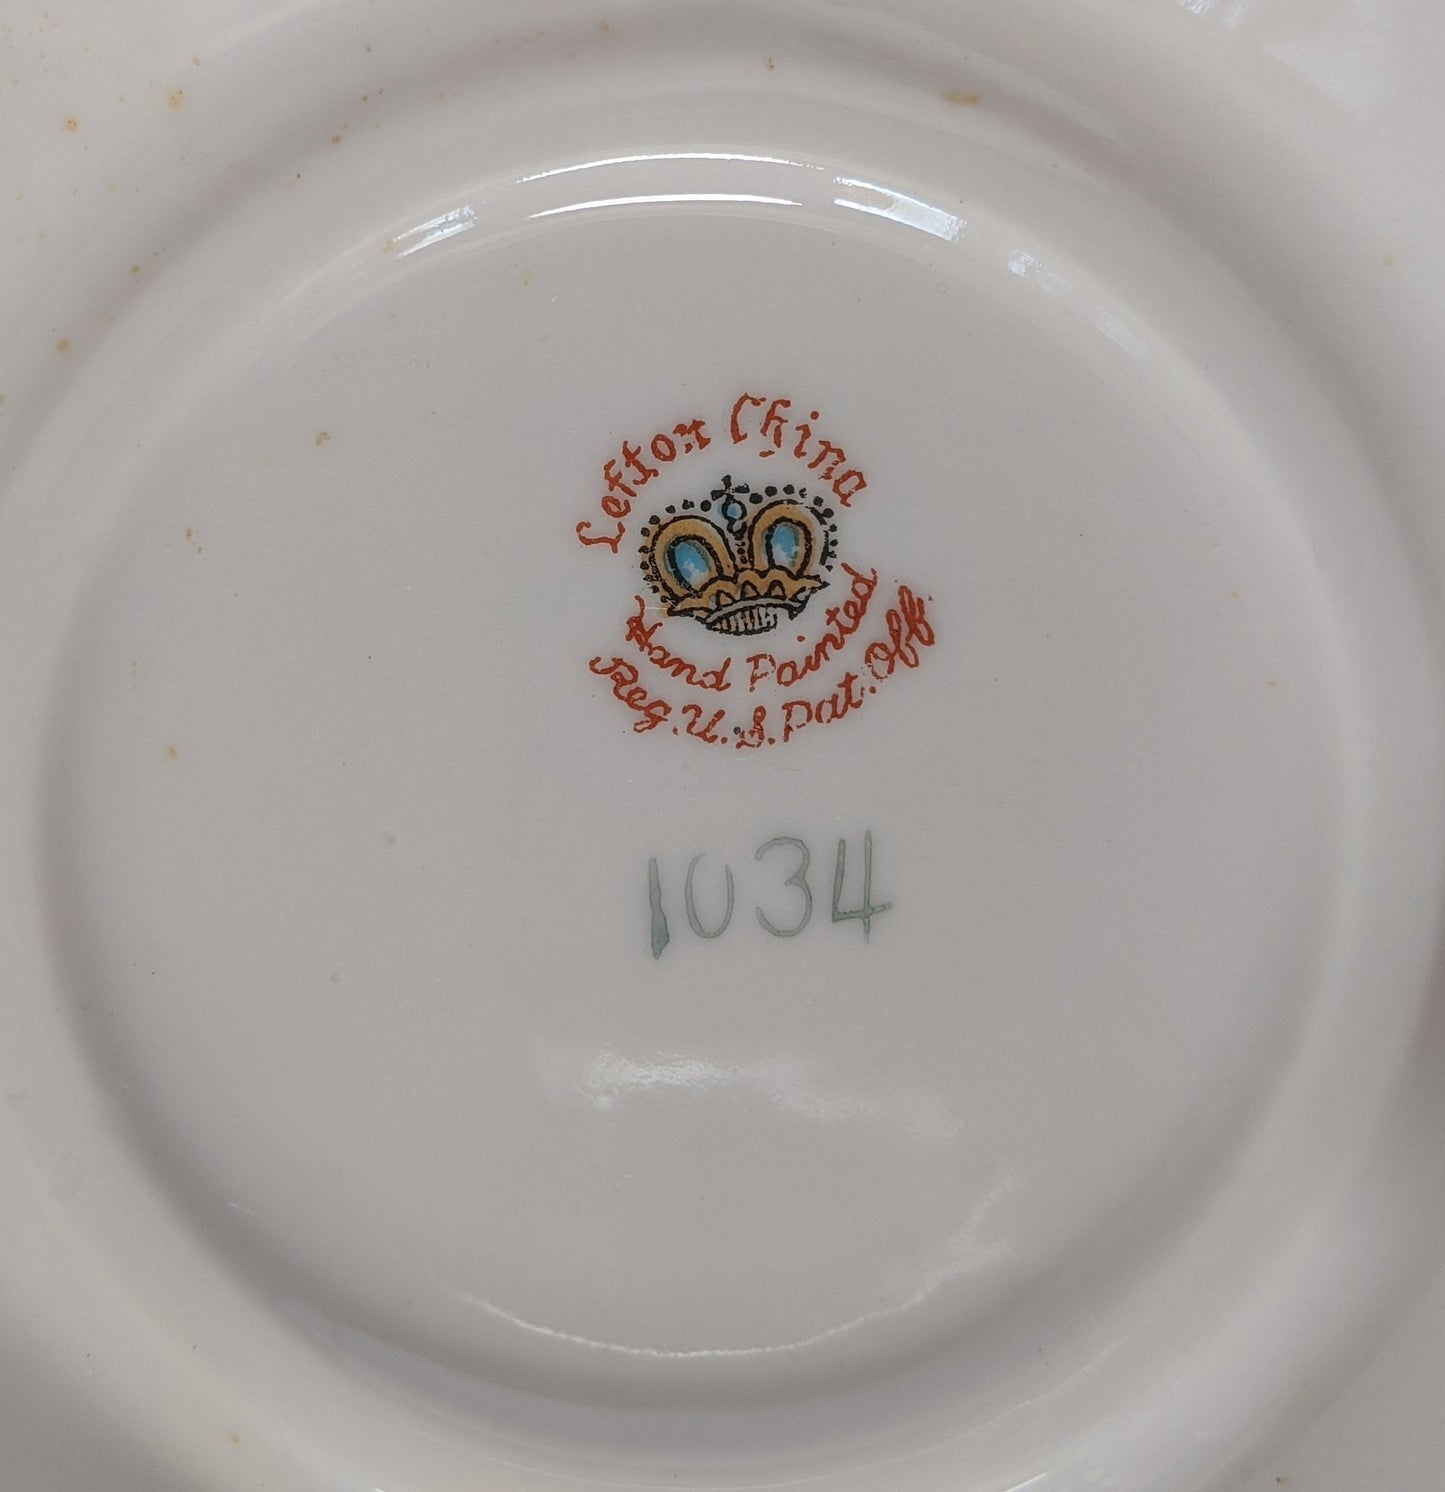 Lefton China
Hand Painted
Reg. U.S. Pat. Off.
1034